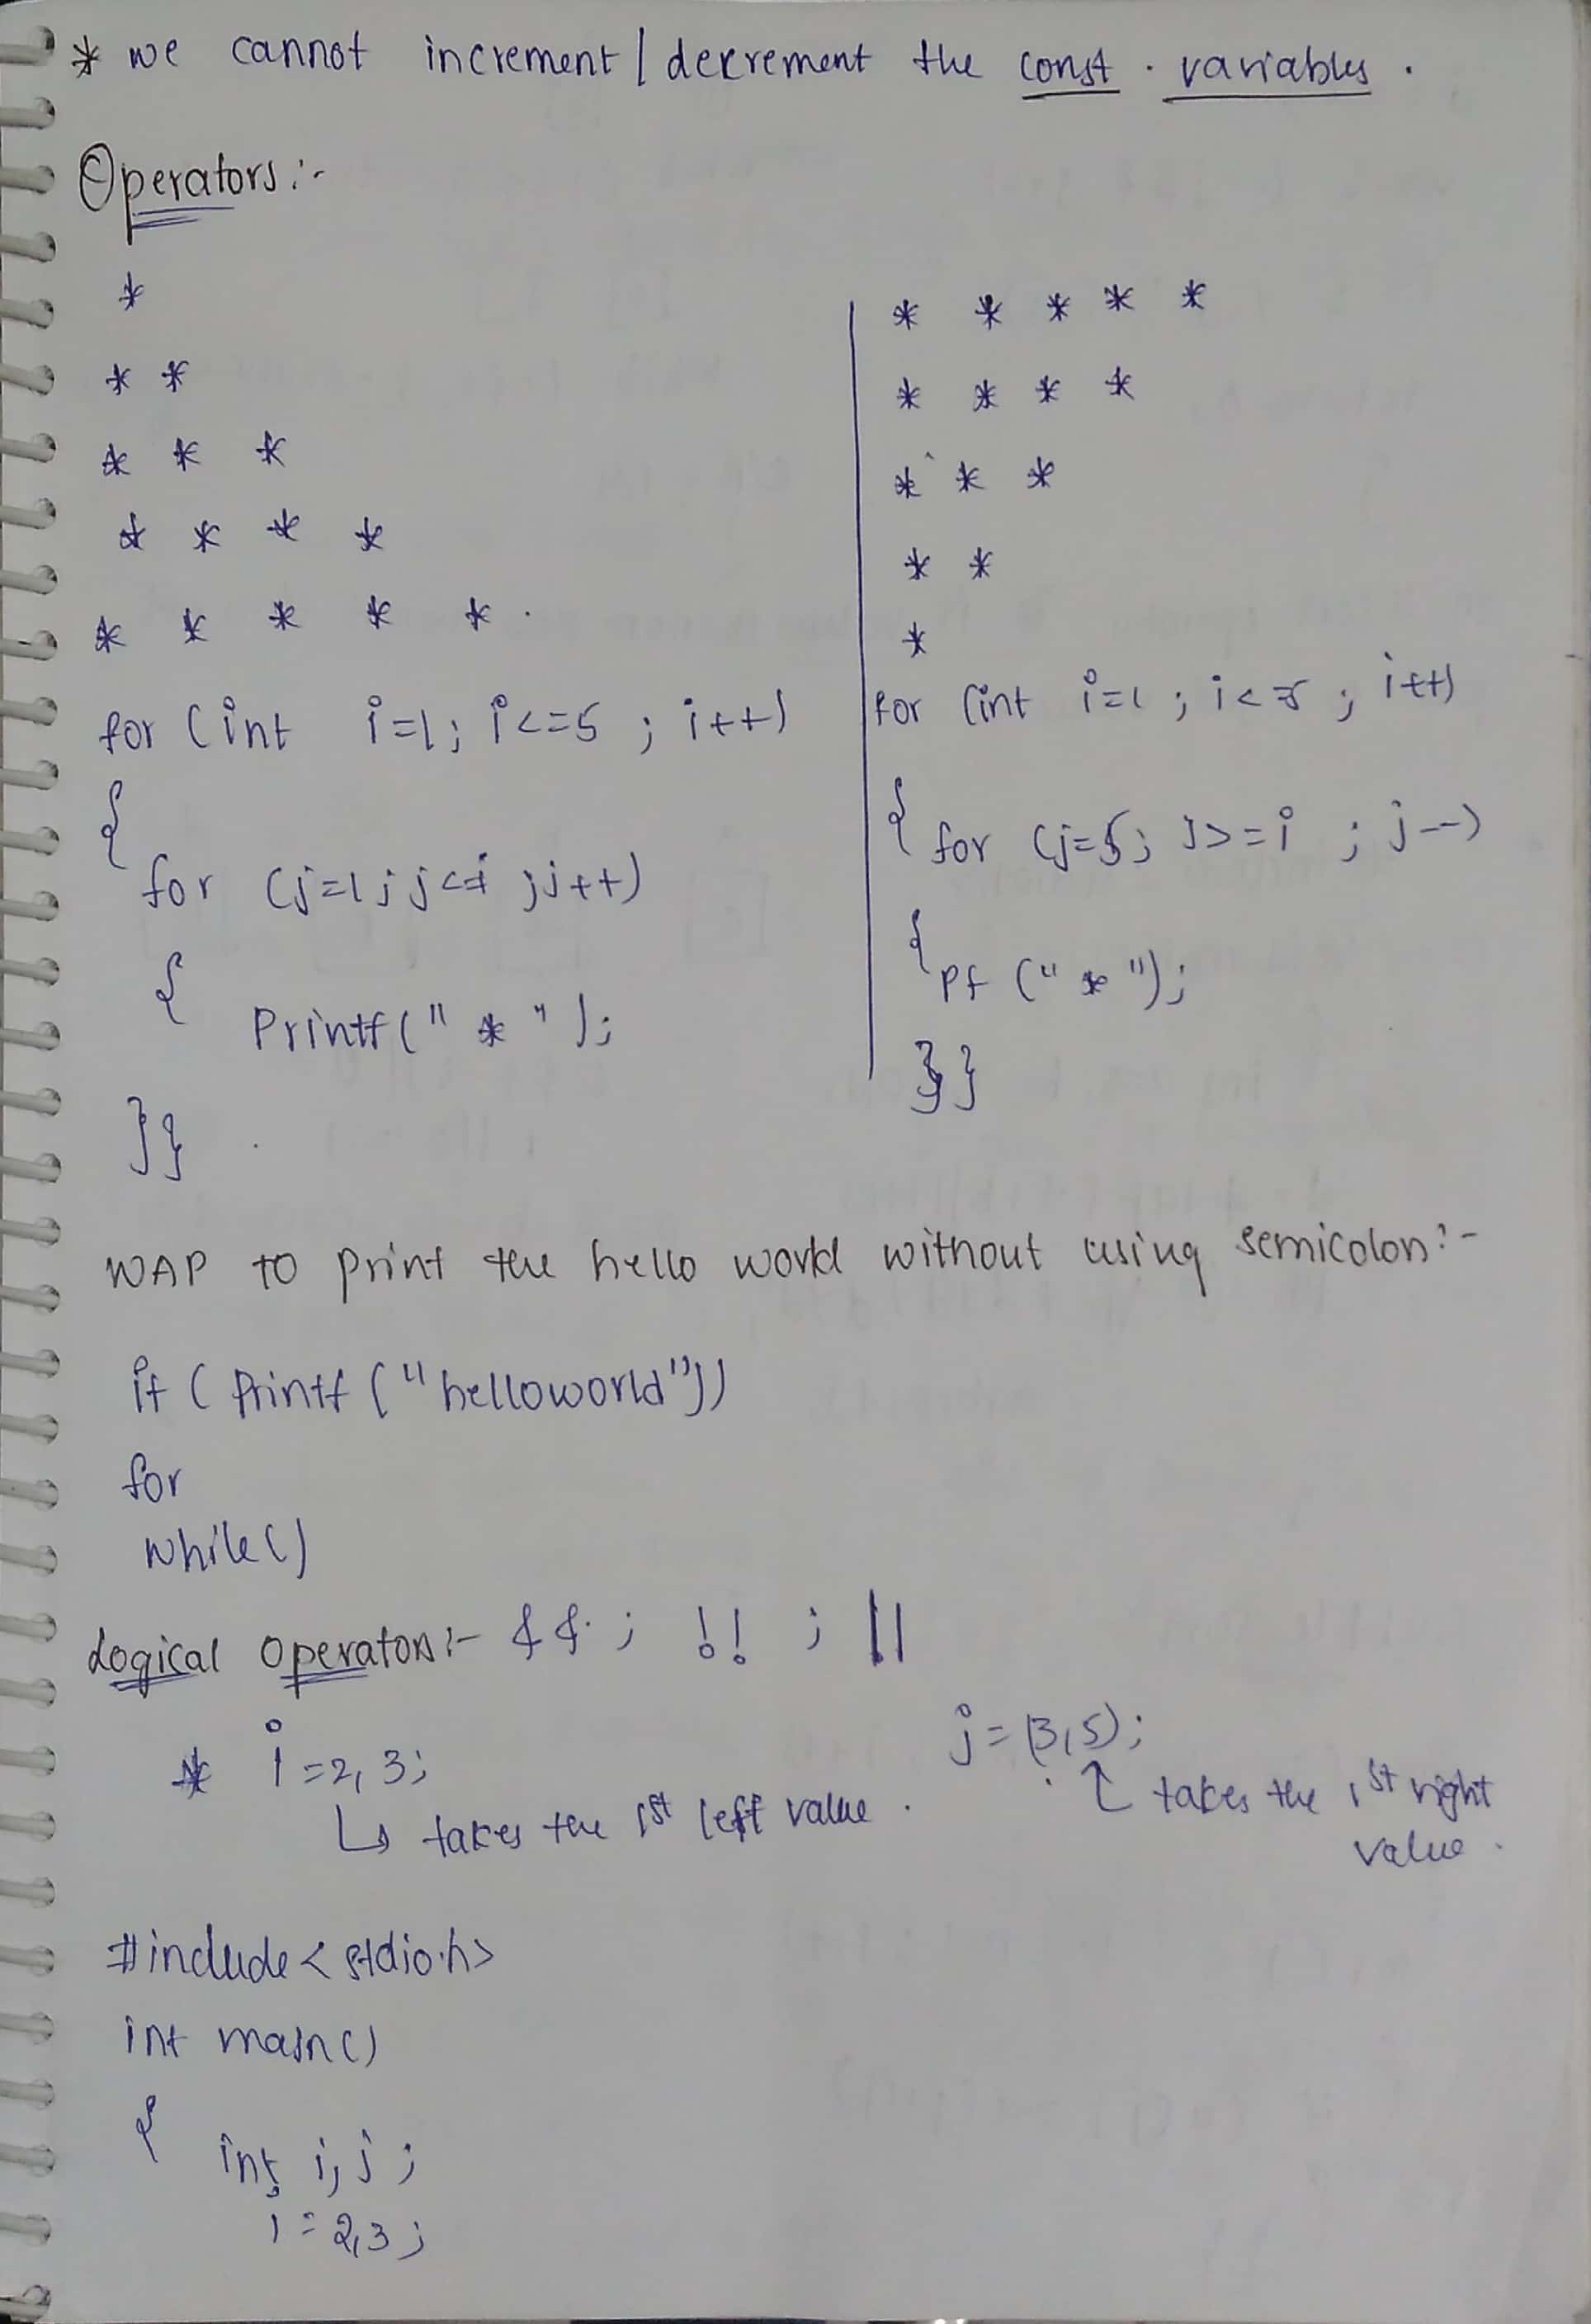 * we cannot increment / decrement the const. variables.
Operators :-
*
* *
* * *
* * * *
* * * * * .
for (int i=1; i<=5 ; i++)
{
for (j=1; j<=i ; j++)
{
Printf(" * ");
}}
* * * * *
* * * *
* * *
* *
*
for (int i=1 ; i<=5 ; i++)
{ for (j=5; j>=i ; j--)
{ Pf (" * ");
}}
WAP to print the hello world without using semicolon :-
if ( Printf ("helloworld"))
for
while()
Logical Operators :- && ; !! ; ||
* i =2, 3;
↳ takes the 1st left value .
j = (3,5);
↑ takes the 1st right
value .
#include < stdio.h>
int main()
{
int i, j ;
i = 2,3 ;